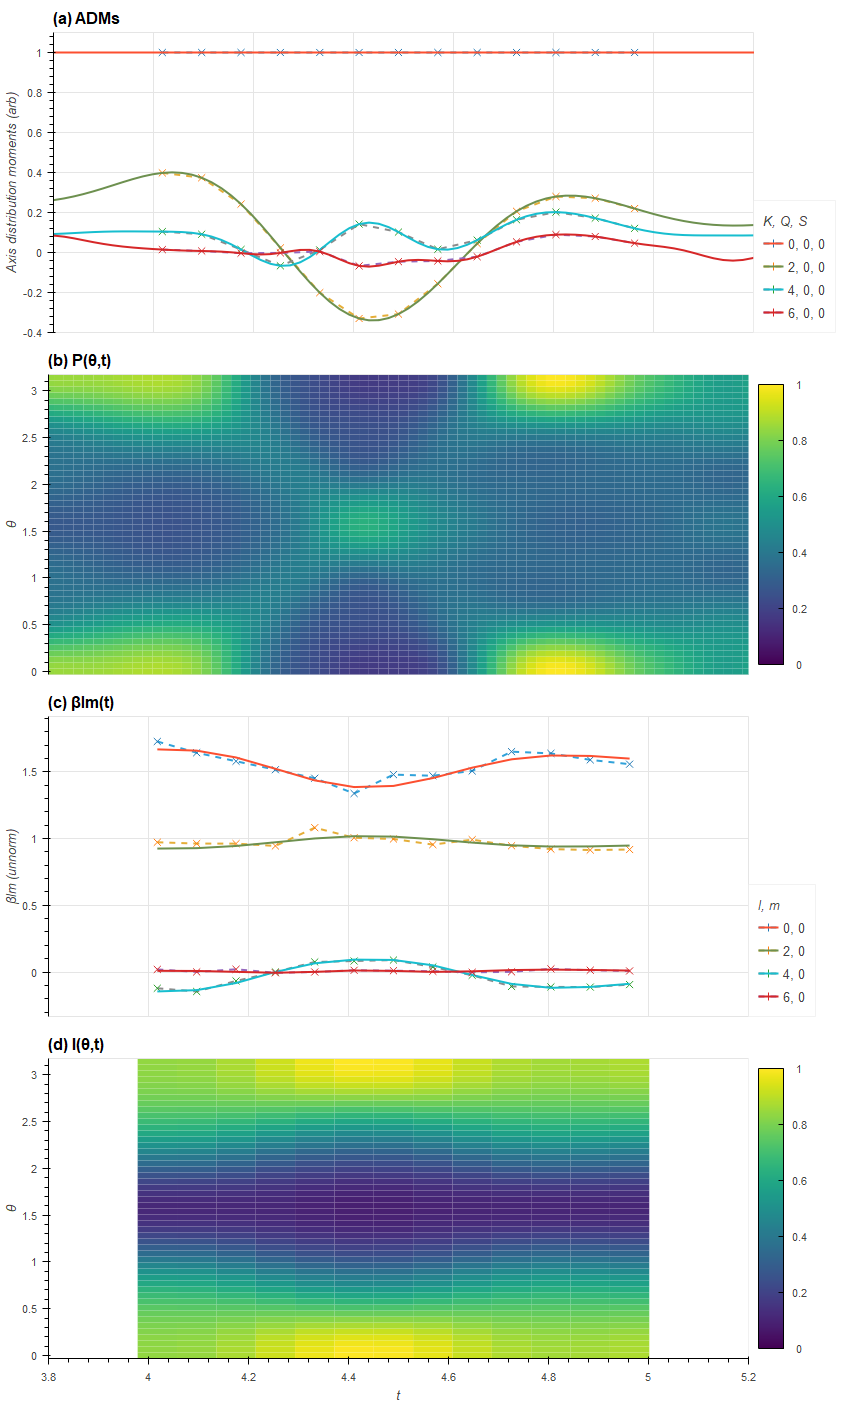 (a) ADMs
Axis distribution moments (arb)
1
0.8
0.6
0.4
0.2
0
-0.2
-0.4
K, Q, S
0, 0, 0
2, 0, 0
4, 0, 0
6, 0, 0
(b) P(θ,t)
θ
3
2.5
2
1.5
1
0.5
0
1
0.8
0.6
0.4
0.2
0
(c) βlm(t)
βlm (unnorm)
1.5
1
0.5
0
l, m
0, 0
2, 0
4, 0
6, 0
(d) I(θ,t)
θ
3
2.5
2
1.5
1
0.5
0
1
0.8
0.6
0.4
0.2
0
3.8 4 4.2 4.4 4.6 4.8 5 5.2
t